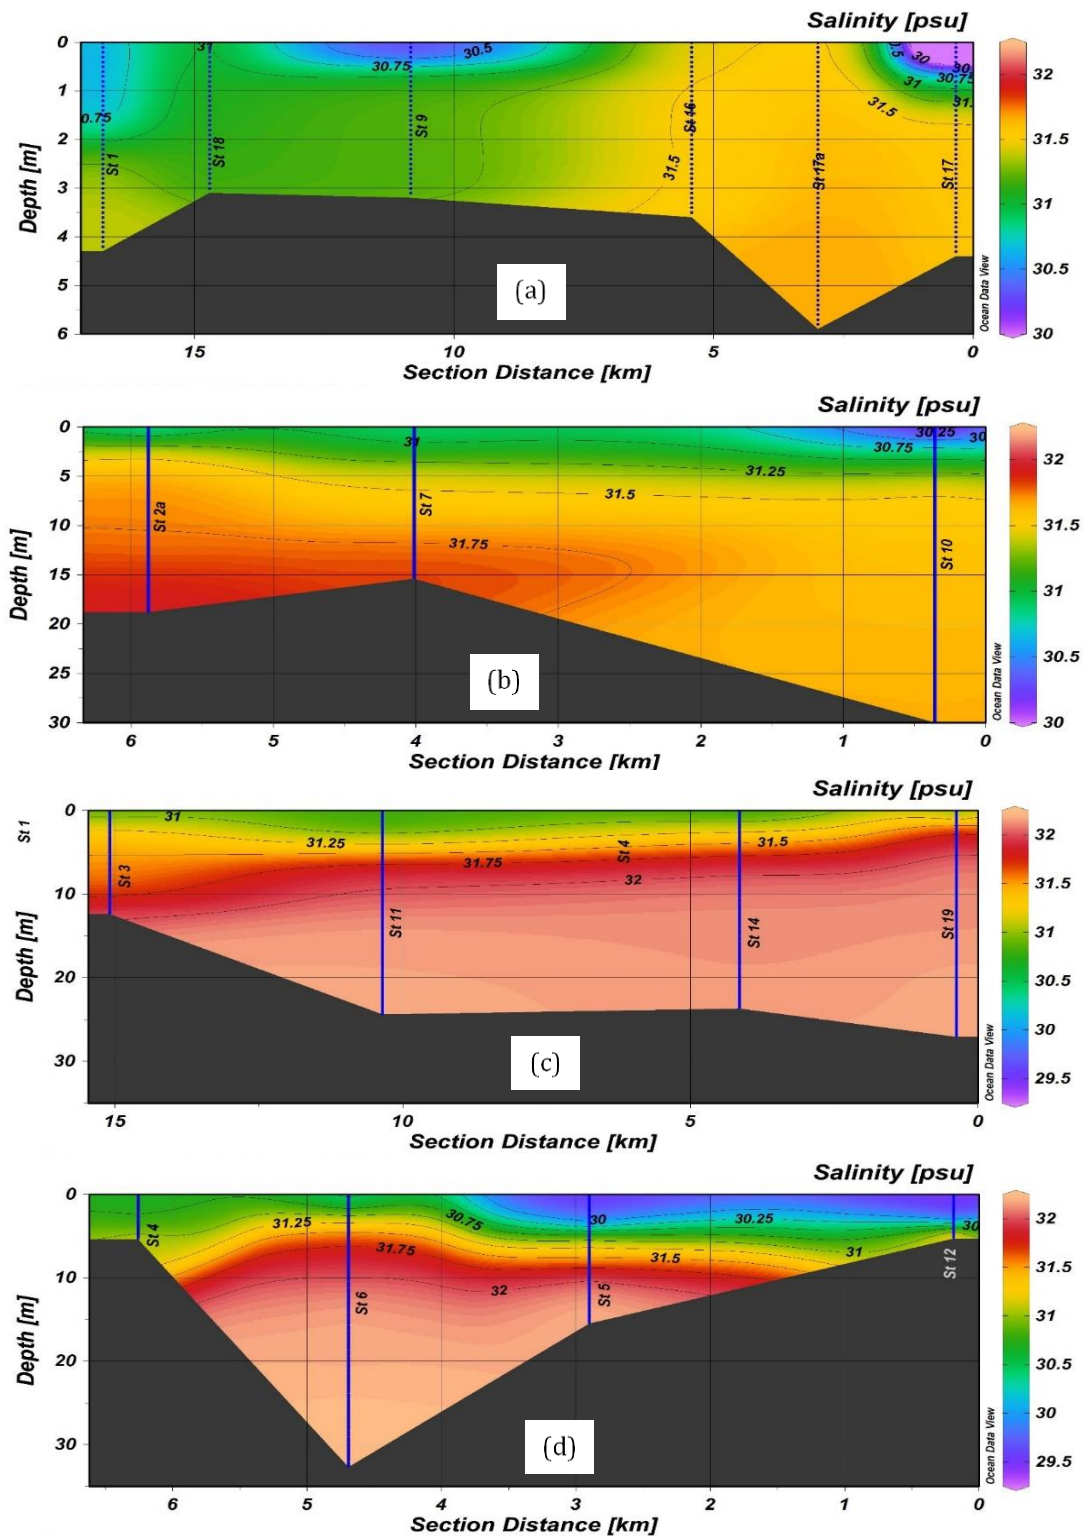 Salinity [psu]
0
1
2
3
4
5
6
Depth [m]
31
30.5
30.75
0.75
31.5
30.5
30
30
30.75
31
31.5
31.
St 1
St 18
St 9
St 16
St 17a
St 17
(a)
32
31.5
31
30.5
30
Ocean Data View
15
10
5
0
Section Distance [km]
Salinity [psu]
0
5
10
15
20
25
30
Depth [m]
31
30.25
30
30.75
31.25
31.5
31.75
St 2a
St 7
St 10
(b)
32
31.5
31
30.5
30
Ocean Data View
6
5
4
3
2
1
0
Section Distance [km]
Salinity [psu]
0
10
20
30
Depth [m]
St 1
31
31.25
31.75
31.5
32
St 3
St 11
St 4
St 14
St 19
(c)
32
31.5
31
30.5
30
29.5
Ocean Data View
15
10
5
0
Section Distance [km]
Salinity [psu]
0
10
20
30
Depth [m]
31.25
31.75
30.75
30
30.25
30
31
31.5
32
St 4
St 6
St 5
St 12
(d)
32
31.5
31
30.5
30
29.5
Ocean Data View
6
5
4
3
2
1
0
Section Distance [km]